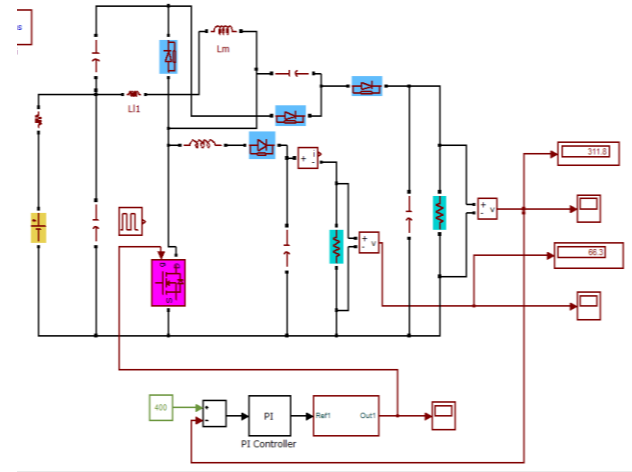 s
Lm
Ll1
311.8
i
+
-
+
-
v
+
-
v
66.3
400
+
-
PI
Ref1
Out1
PI Controller